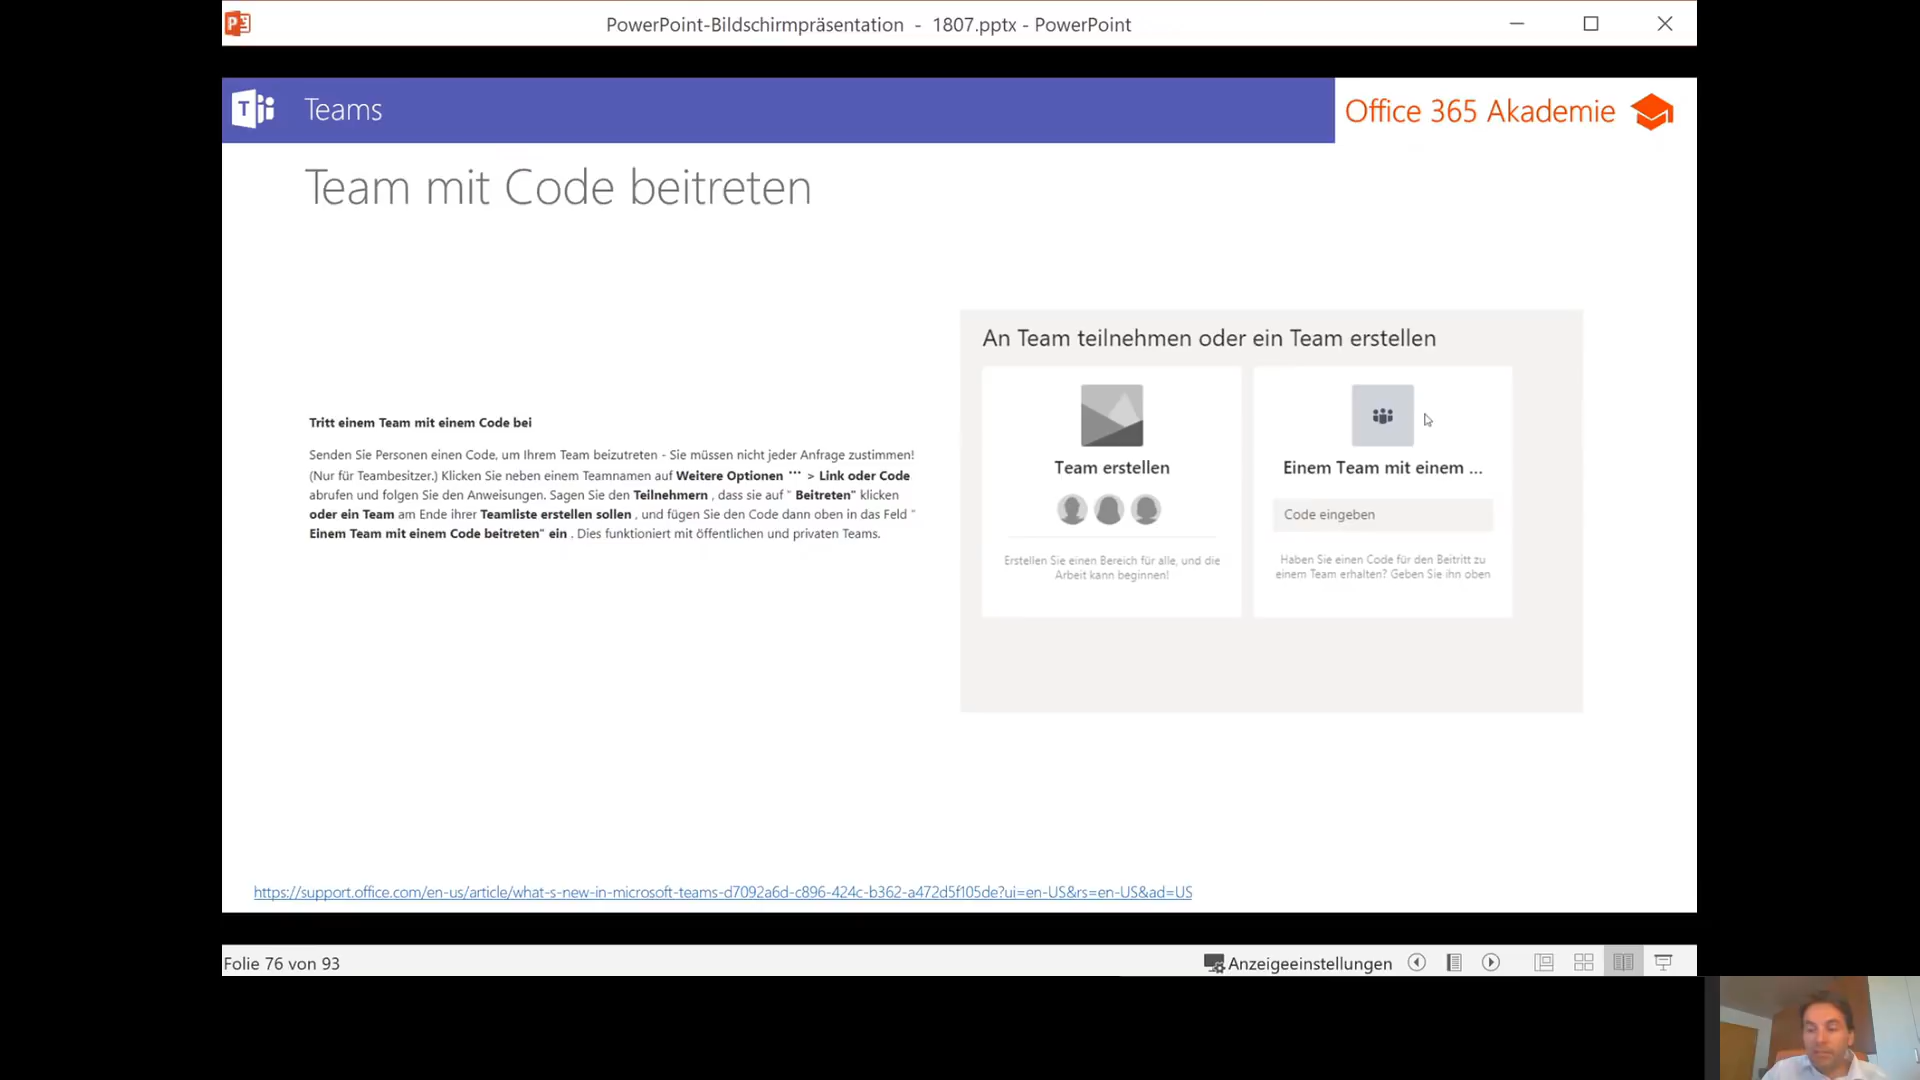 PowerPoint-Bildschirmpräsentation - 1807.pptx - PowerPoint
Teams
Office 365 Akademie
Team mit Code beitreten
Tritt einem Team mit einem Code bei
Senden Sie Personen einen Code, um Ihrem Team beizutreten - Sie müssen nicht jeder Anfrage zustimmen!
(Nur für Teambesitzer.) Klicken Sie neben einem Teamnamen auf Weitere Optionen ··· > Link oder Code
abrufen und folgen Sie den Anweisungen. Sagen Sie den Teilnehmern , dass sie auf " Beitreten" klicken
oder ein Team am Ende ihrer Teamliste erstellen sollen , und fügen Sie den Code dann oben in das Feld "
Einem Team mit einem Code beitreten" ein . Dies funktioniert mit öffentlichen und privaten Teams.
An Team teilnehmen oder ein Team erstellen
Team erstellen
Erstellen Sie einen Bereich für alle, und die
Arbeit kann beginnen!
Einem Team mit einem ...
Code eingeben
Haben Sie einen Code für den Beitritt zu
einem Team erhalten? Geben Sie ihn oben
https://support.office.com/en-us/article/what-s-new-in-microsoft-teams-d7092a6d-c896-424c-b362-a472d5f105de?ui=en-US&rs=en-US&ad=US
Folie 76 von 93
Anzeigeeinstellungen